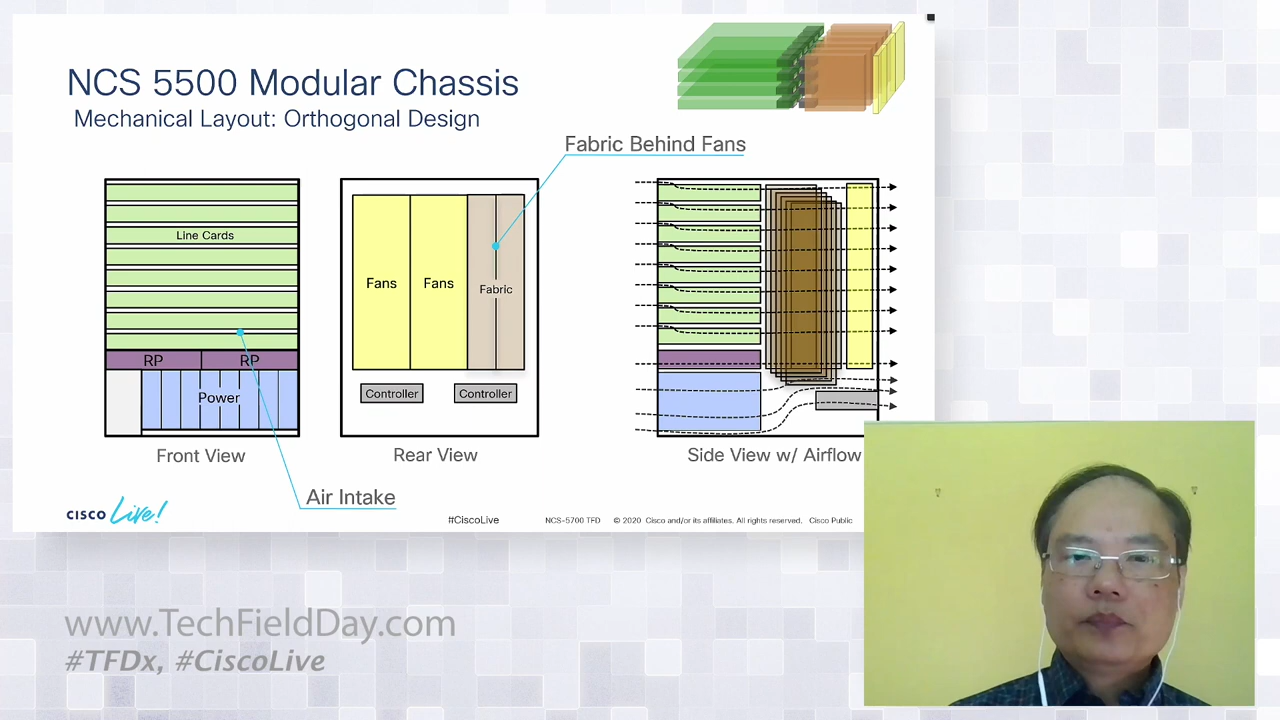 NCS 5500 Modular Chassis
Mechanical Layout: Orthogonal Design
Fabric Behind Fans
Line Cards
RP
RP
Power
Front View
Air Intake
Fans
Fans
Fabric
Controller
Controller
Rear View
Side View w/ Airflow
CISCO Live!
#CiscoLive
NCS-5700 TFD
© 2020 Cisco and/or its affiliates. All rights reserved. Cisco Public
www.TechFieldDay.com
#TFDx, #CiscoLive